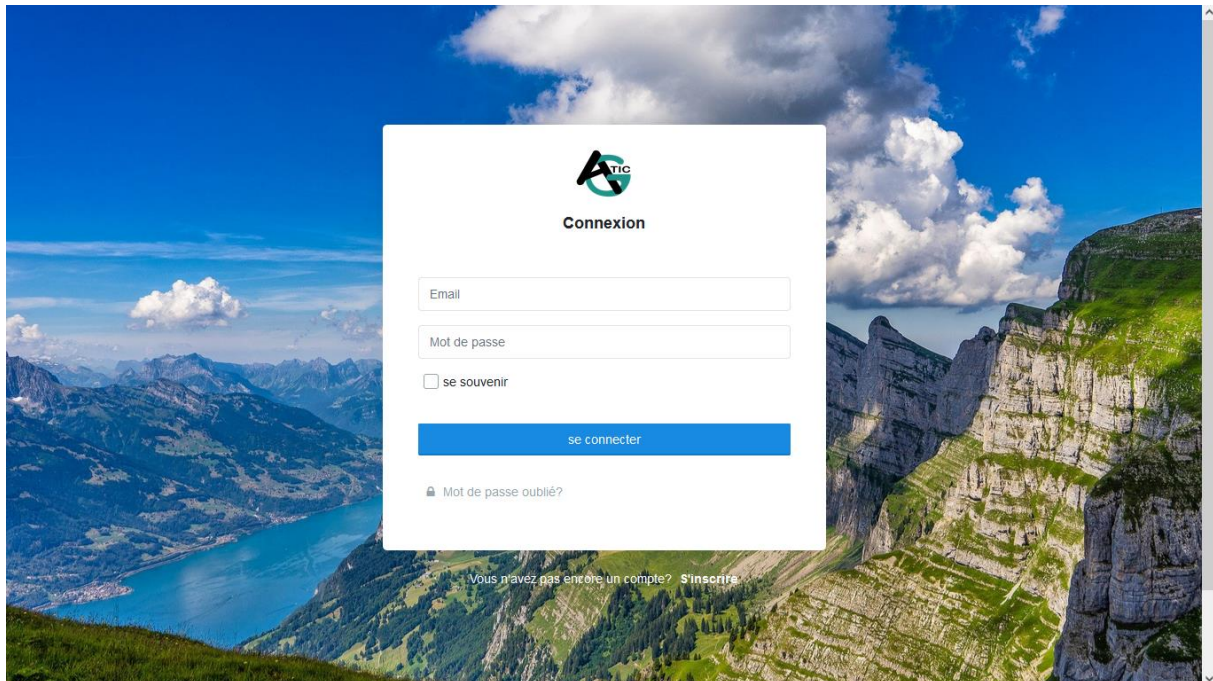 ATIC
G
Connexion
Email
Mot de passe
se souvenir
se connecter
Mot de passe oublié?
Vous n'avez pas encore un compte? S'inscrire